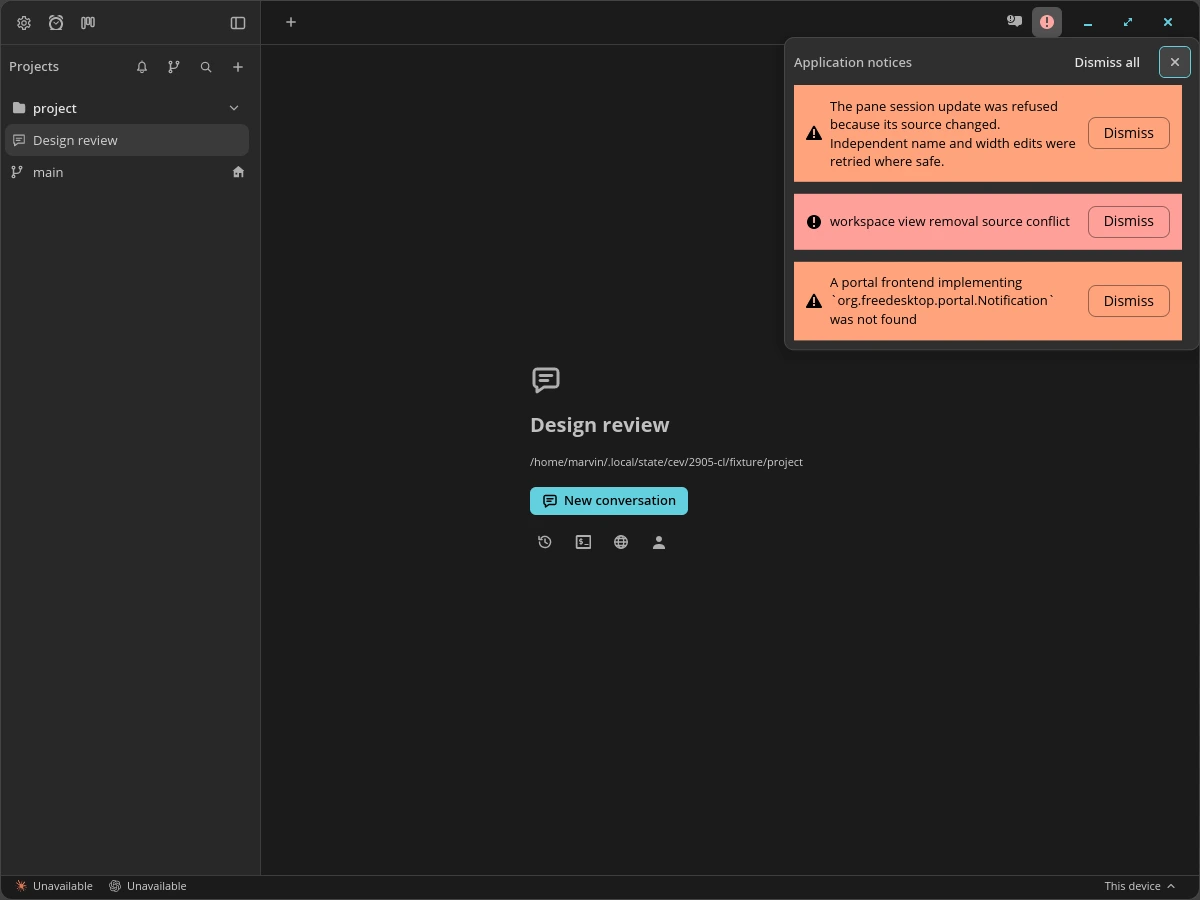 Projects
project
Design review
main
Application notices
Dismiss all
The pane session update was refused
because its source changed.
Independent name and width edits were
retried where safe.
Dismiss
workspace view removal source conflict
Dismiss
A portal frontend implementing
`org.freedesktop.portal.Notification`
was not found
Dismiss
Design review
/home/marvin/.local/state/cev/2905-cl/fixture/project
New conversation
Unavailable
Unavailable
This device